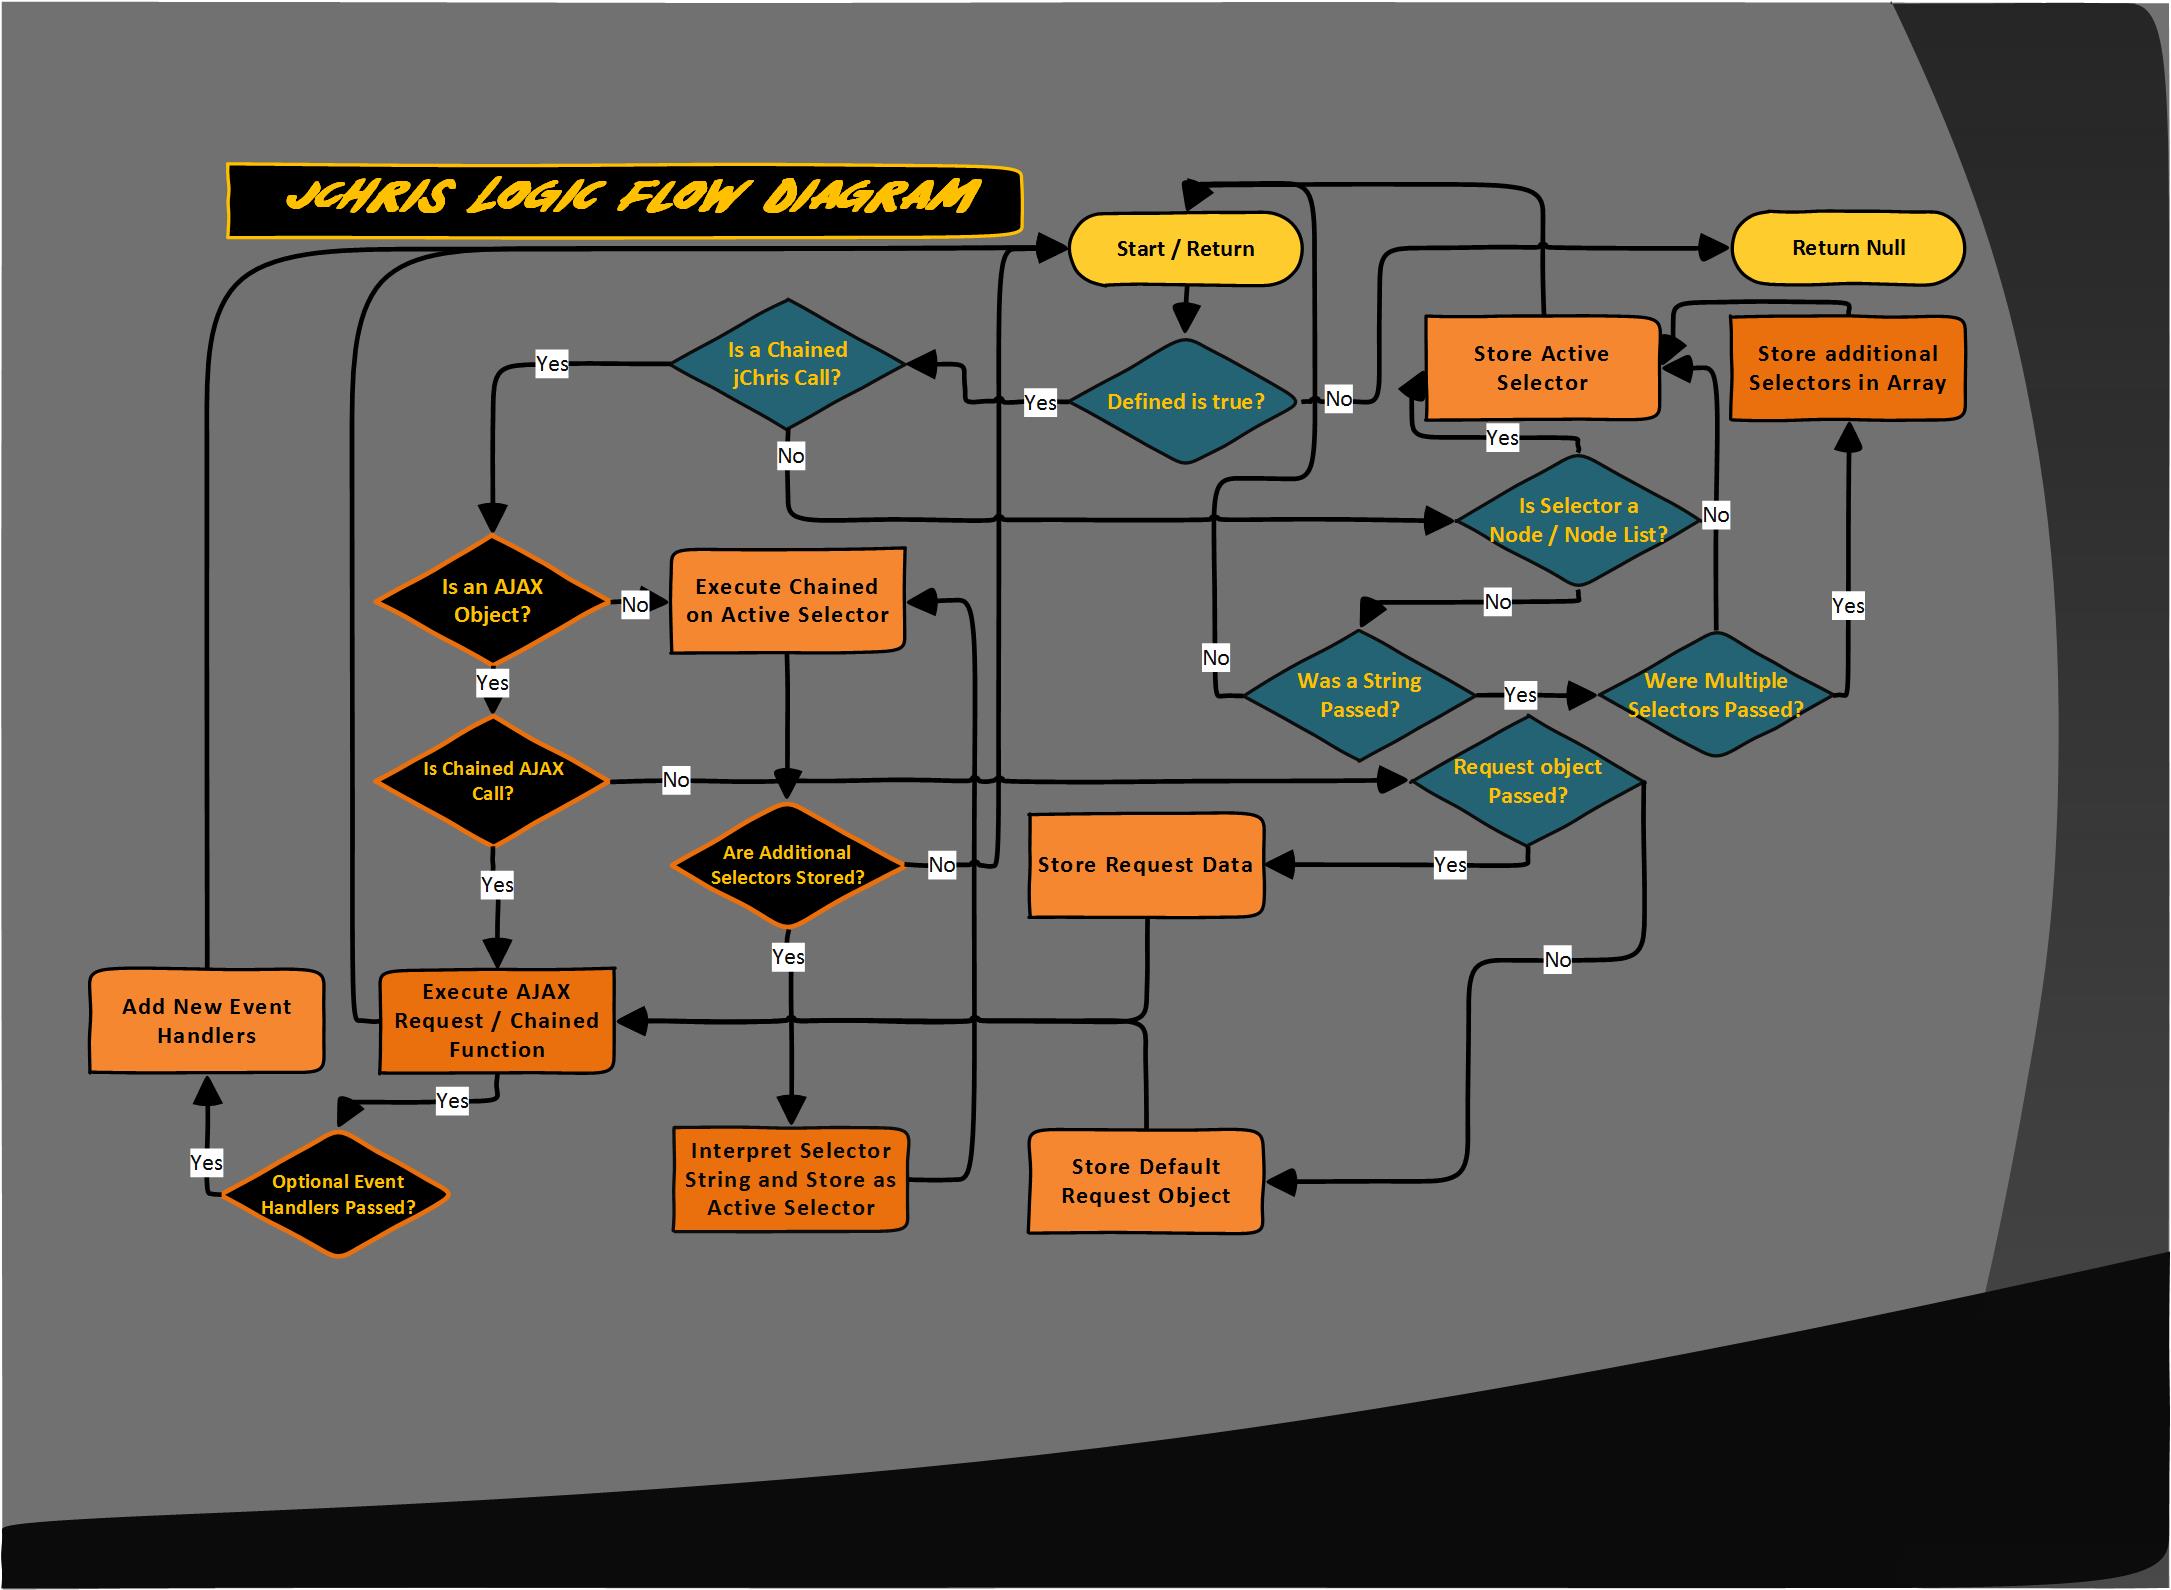 JCHRIS LOGIC FLOW DIAGRAM
Start / Return
Return Null
Is a Chained
jChris Call?
Yes
Defined is true?
Yes
No
Store Active
Selector
Store additional
Selectors in Array
No
Yes
Is Selector a
Node / Node List?
No
Is an AJAX
Object?
No
Execute Chained
on Active Selector
No
Yes
Yes
No
Was a String
Passed?
Yes
Were Multiple
Selectors Passed?
Is Chained AJAX
Call?
No
Request object
Passed?
Yes
Are Additional
Selectors Stored?
No
Store Request Data
Yes
Yes
No
Add New Event
Handlers
Execute AJAX
Request / Chained
Function
Yes
Yes
Optional Event
Handlers Passed?
Interpret Selector
String and Store as
Active Selector
Store Default
Request Object